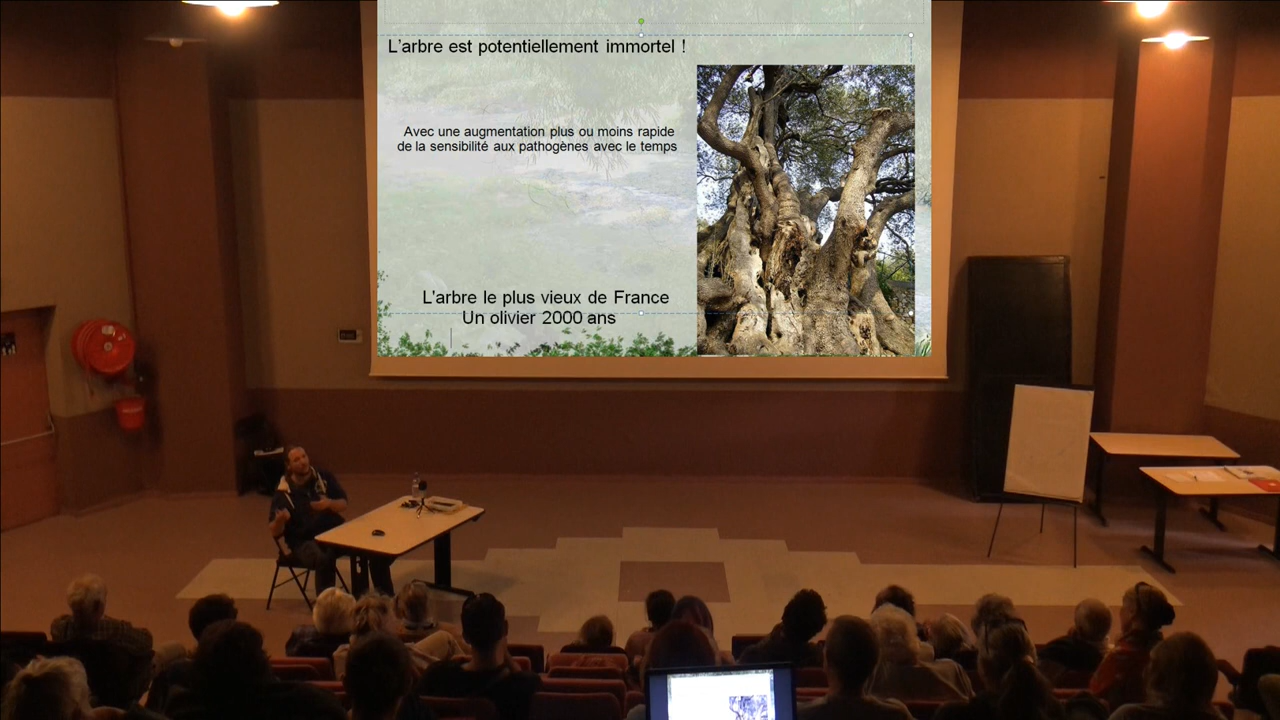 L'arbre est potentiellement immortel !
Avec une augmentation plus ou moins rapide
de la sensibilité aux pathogènes avec le temps
L'arbre le plus vieux de France
Un olivier 2000 ans